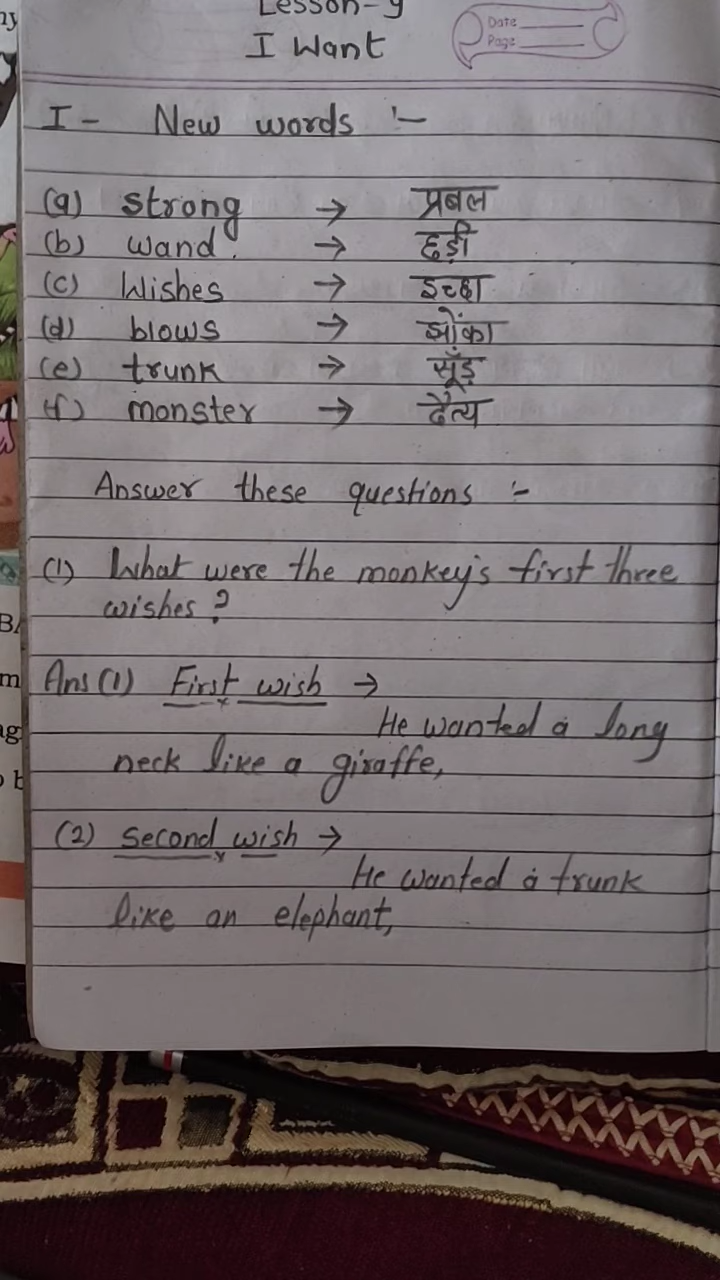 Lesson-9
I Want
Date
Page
I - New words :-
(a) strong → प्रबल
(b) wand. → छड़ी
(c) Wishes → इच्छा
(d) blows → झोंका
(e) trunk → सूँड़
(f) monster → दैत्य
Answer these questions :-
(1) What were the monkey's first three
wishes?
Ans (1) First wish →
He wanted a long
neck like a giraffe,
(2) Second wish →
He wanted a trunk
like an elephant,